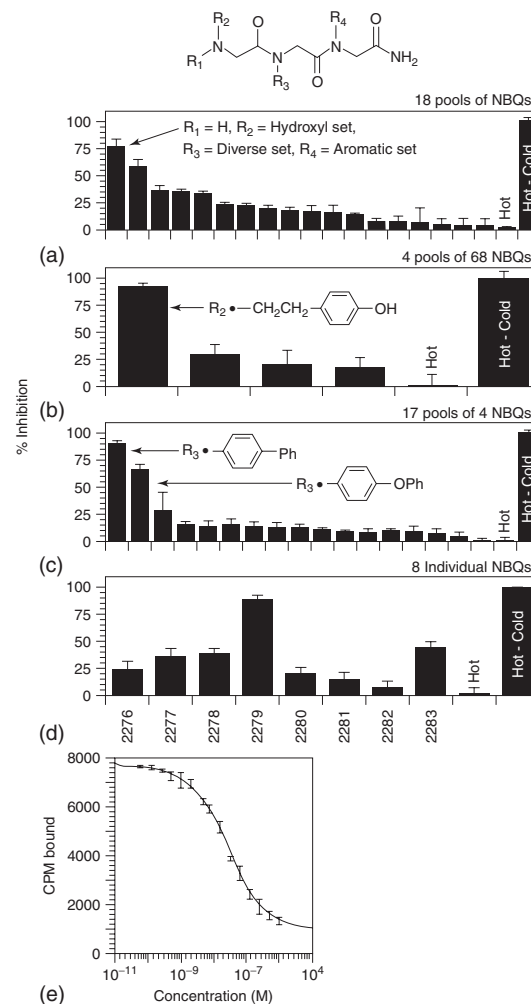 R2
O
R4
N
N
NH2
R1
N
O
R3
O
18 pools of NBQs
R1 = H, R2 = Hydroxyl set,
R3 = Diverse set, R4 = Aromatic set
Hot
Hot - Cold
100
75
50
25
0
(a)
4 pools of 68 NBQs
R2 • CH2CH2 OH
Hot
Hot - Cold
100
75
50
25
0
(b)
17 pools of 4 NBQs
R3 • Ph
R3 • OPh
Hot
Hot - Cold
100
75
50
25
0
(c)
% Inhibition
8 Individual NBQs
Hot
Hot - Cold
100
75
50
25
0
2276 2277 2278 2279 2280 2281 2282 2283
(d)
CPM bound
8000
6000
4000
2000
0
10−11 10−9 10−7 104
Concentration (M)
(e)